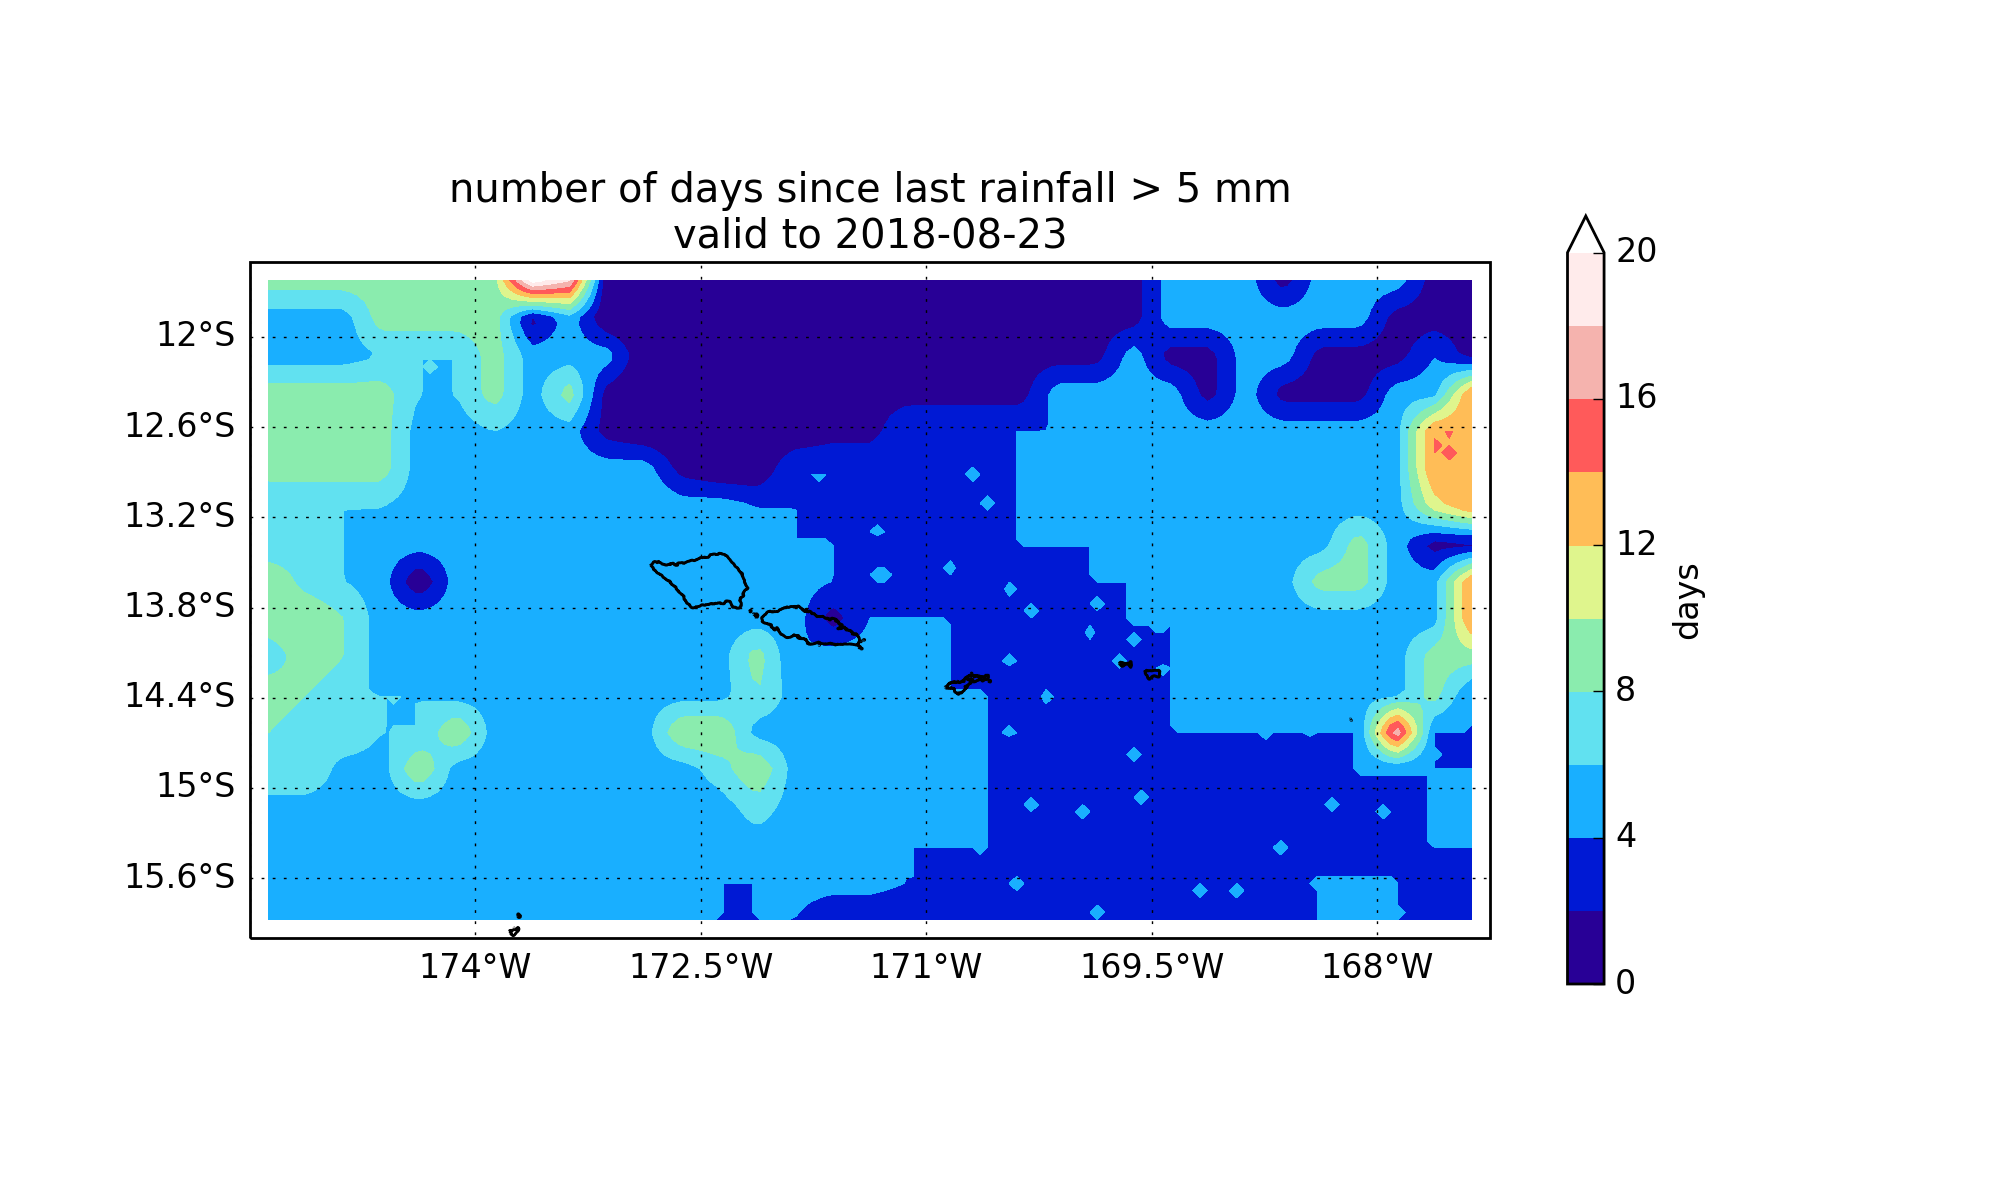 number of days since last rainfall > 5 mm
valid to 2018-08-23
12°S
12.6°S
13.2°S
13.8°S
14.4°S
15°S
15.6°S
174°W
172.5°W
171°W
169.5°W
168°W
20
16
12
8
4
0
days